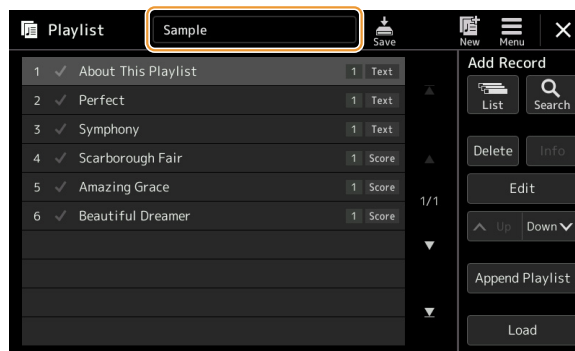 Playlist Sample Save New Menu
1 About This Playlist 1 Text
2 Perfect 1 Text
3 Symphony 1 Text
4 Scarborough Fair 1 Score
5 Amazing Grace 1 Score
6 Beautiful Dreamer 1 Score
1/1
Add Record
List Search
Delete Info
Edit
Up Down
Append Playlist
Load